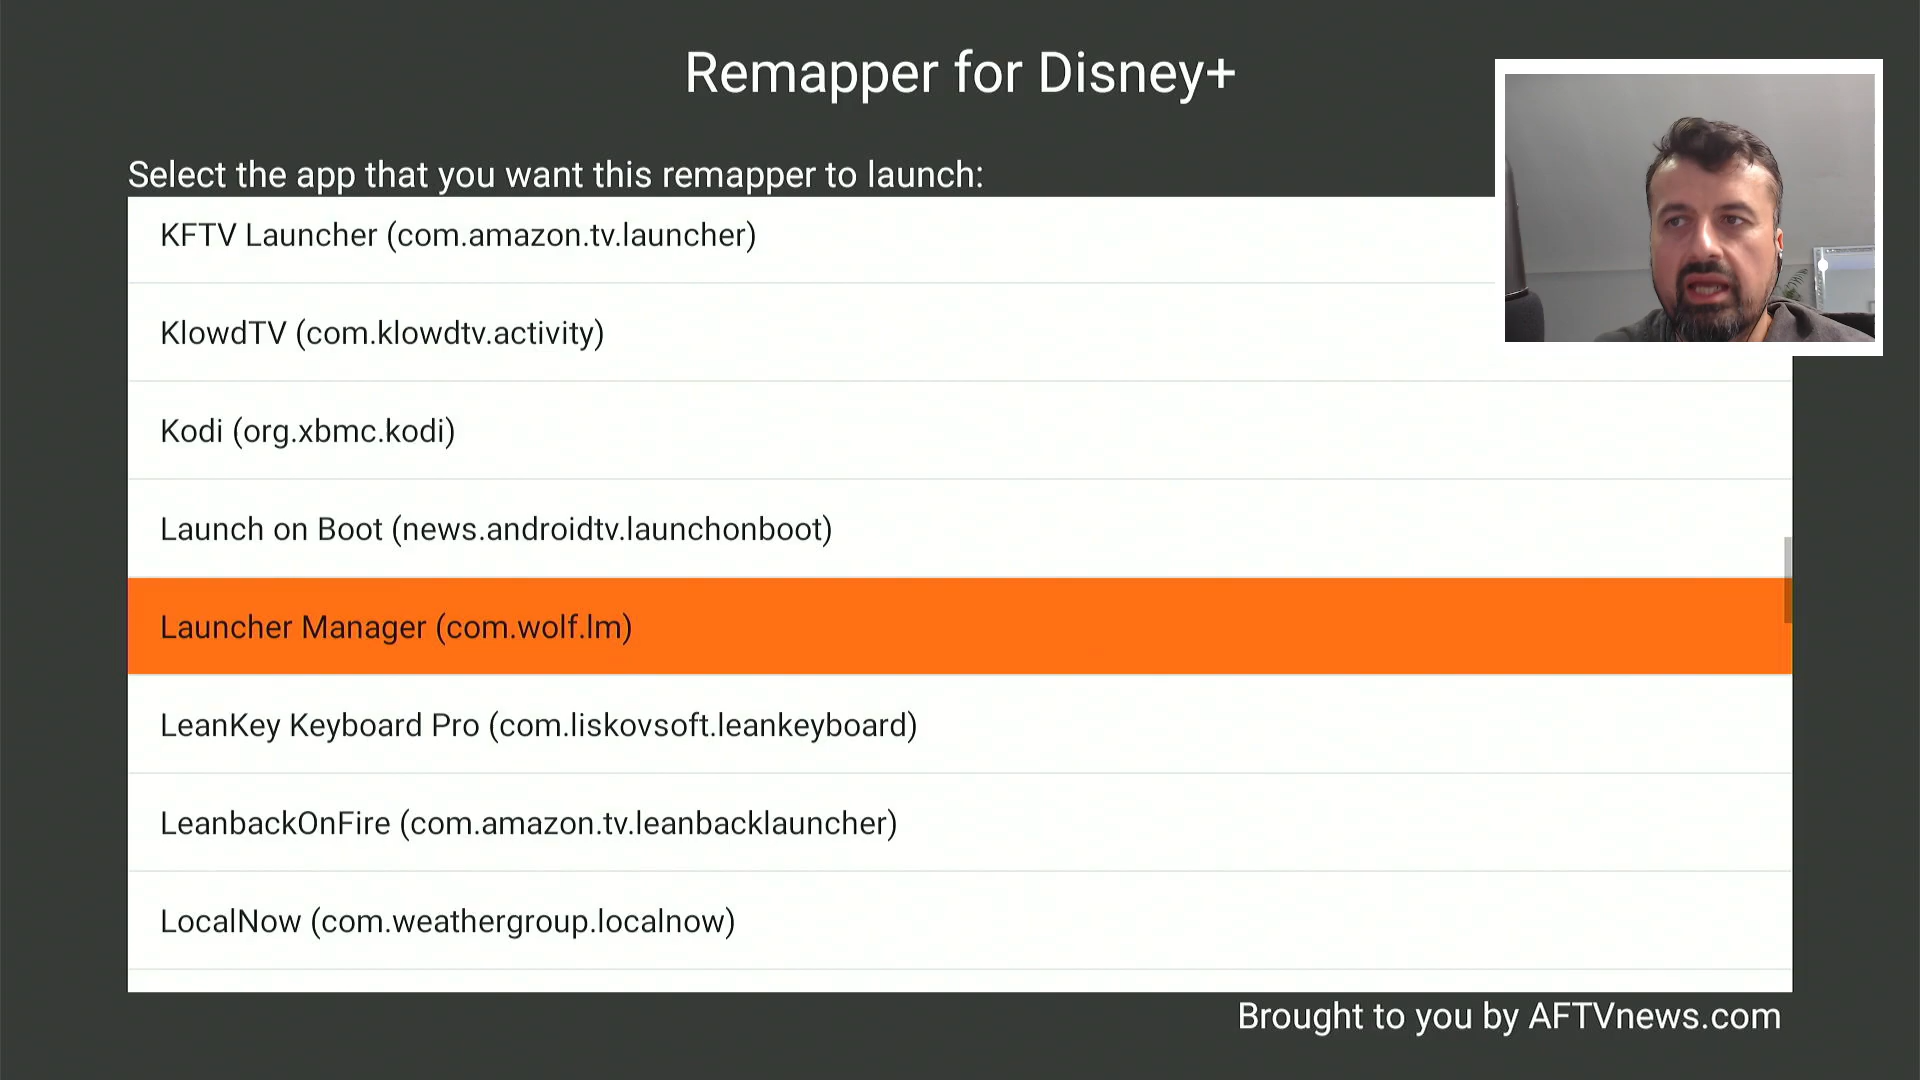 Remapper for Disney+
Select the app that you want this remapper to launch:
KFTV Launcher (com.amazon.tv.launcher)
KlowdTV (com.klowdtv.activity)
Kodi (org.xbmc.kodi)
Launch on Boot (news.androidtv.launchonboot)
Launcher Manager (com.wolf.lm)
LeanKey Keyboard Pro (com.liskovsoft.leankeyboard)
LeanbackOnFire (com.amazon.tv.leanbacklauncher)
LocalNow (com.weathergroup.localnow)
Brought to you by AFTVnews.com